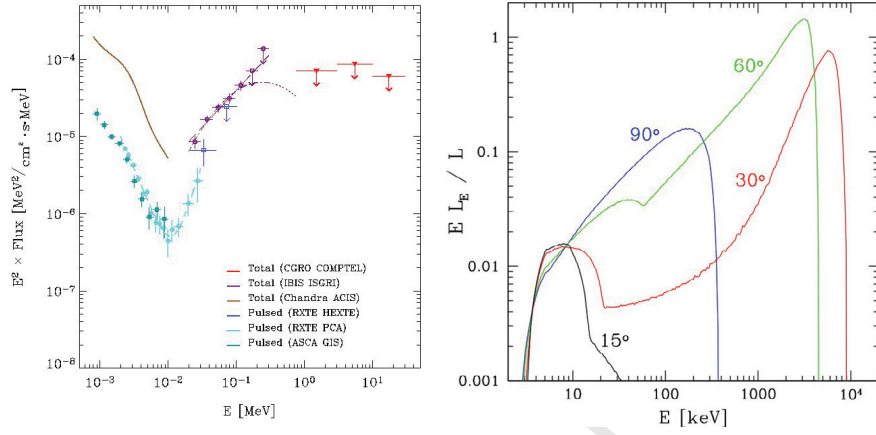 10⁻⁴
10⁻⁵
10⁻⁶
10⁻⁷
10⁻⁸
E² × Flux [MeV²/cm²·s·MeV]
Total (CGRO COMPTEL)
Total (IBIS ISGRI)
Total (Chandra ACIS)
Pulsed (RXTE HEXTE)
Pulsed (RXTE PCA)
Pulsed (ASCA GIS)
10⁻³ 10⁻² 10⁻¹ 1 10
E [MeV]
1
0.1
0.01
0.001
E L_E / L
60°
90°
30°
15°
10 100 1000 10⁴
E [keV]